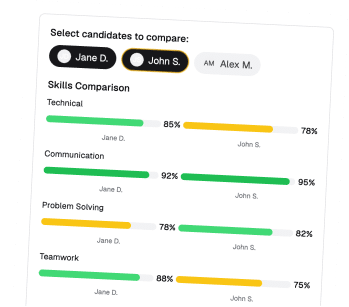 Select candidates to compare:
Jane D. John S. AM Alex M.
Skills Comparison
Technical
85% 78%
Jane D. John S.
Communication
92% 95%
Jane D. John S.
Problem Solving
78% 82%
Jane D. John S.
Teamwork
88% 75%
Jane D. John S.